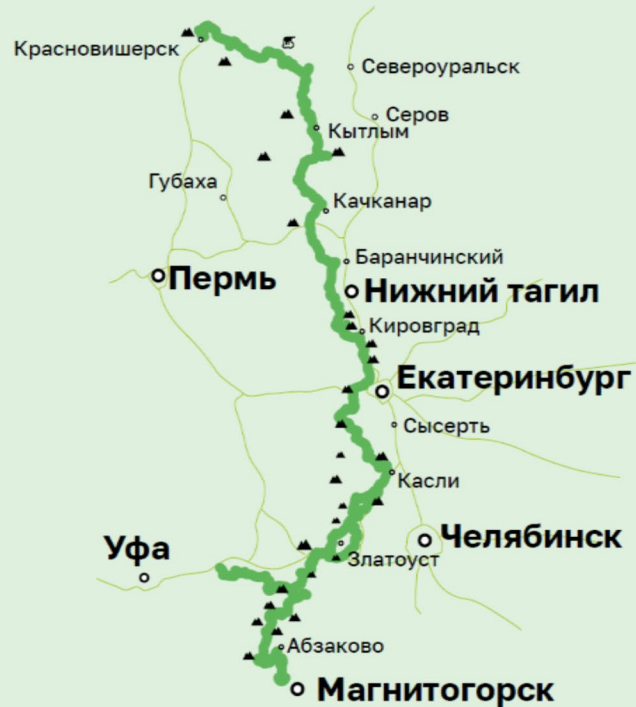 Красновишерск
Североуральск
Серов
Кытлым
Губаха
Качканар
Баранчинский
Пермь
Нижний тагил
Кировград
Екатеринбург
Сысерть
Касли
Челябинск
Уфа
Златоуст
Абзаково
Магнитогорск